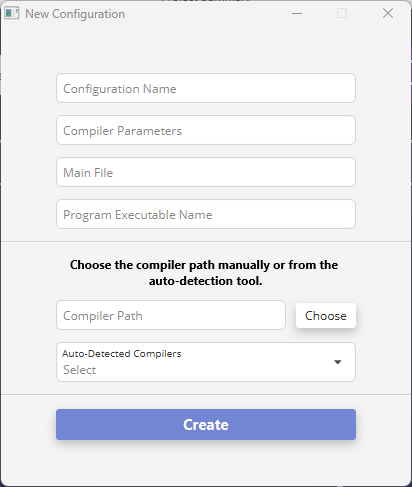 New Configuration
Configuration Name
Compiler Parameters
Main File
Program Executable Name
Choose the compiler path manually or from the
auto-detection tool.
Compiler Path
Choose
Auto-Detected Compilers
Select
Create